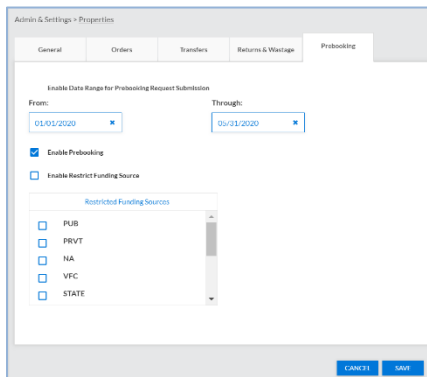 Admin & Settings > Properties
General Orders Transfers Returns & Wastage Prebooking
Enable Date Range for Prebooking Request Submission
From: Through:
01/01/2020 × 05/31/2020 ×
Enable Prebooking
Enable Restrict Funding Source
Restricted Funding Sources
PUB
PRVT
NA
VFC
STATE
CANCEL SAVE